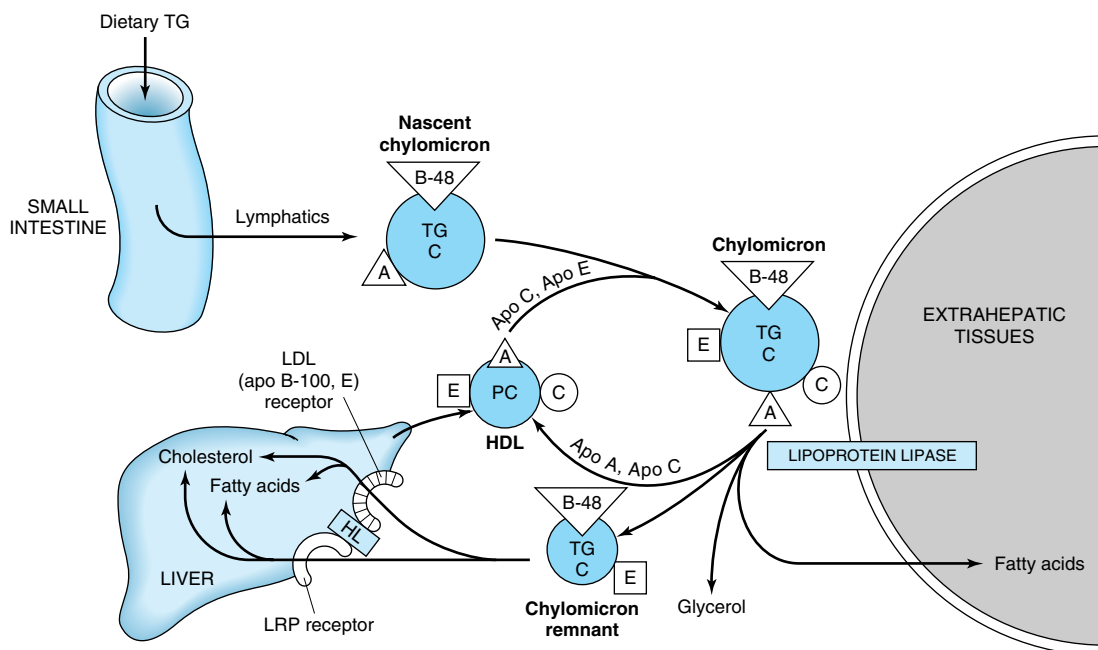 Dietary TG
SMALL
INTESTINE
Lymphatics
Nascent
chylomicron
B-48
TG
C
A
Apo C, Apo E
Chylomicron
B-48
TG
C
E
C
A
EXTRAHEPATIC
TISSUES
LIPOPROTEIN LIPASE
Fatty acids
Glycerol
A
E
PC
C
HDL
Apo A, Apo C
B-48
TG
C
E
Chylomicron
remnant
LDL
(apo B-100, E)
receptor
Cholesterol
Fatty acids
HL
LIVER
LRP receptor